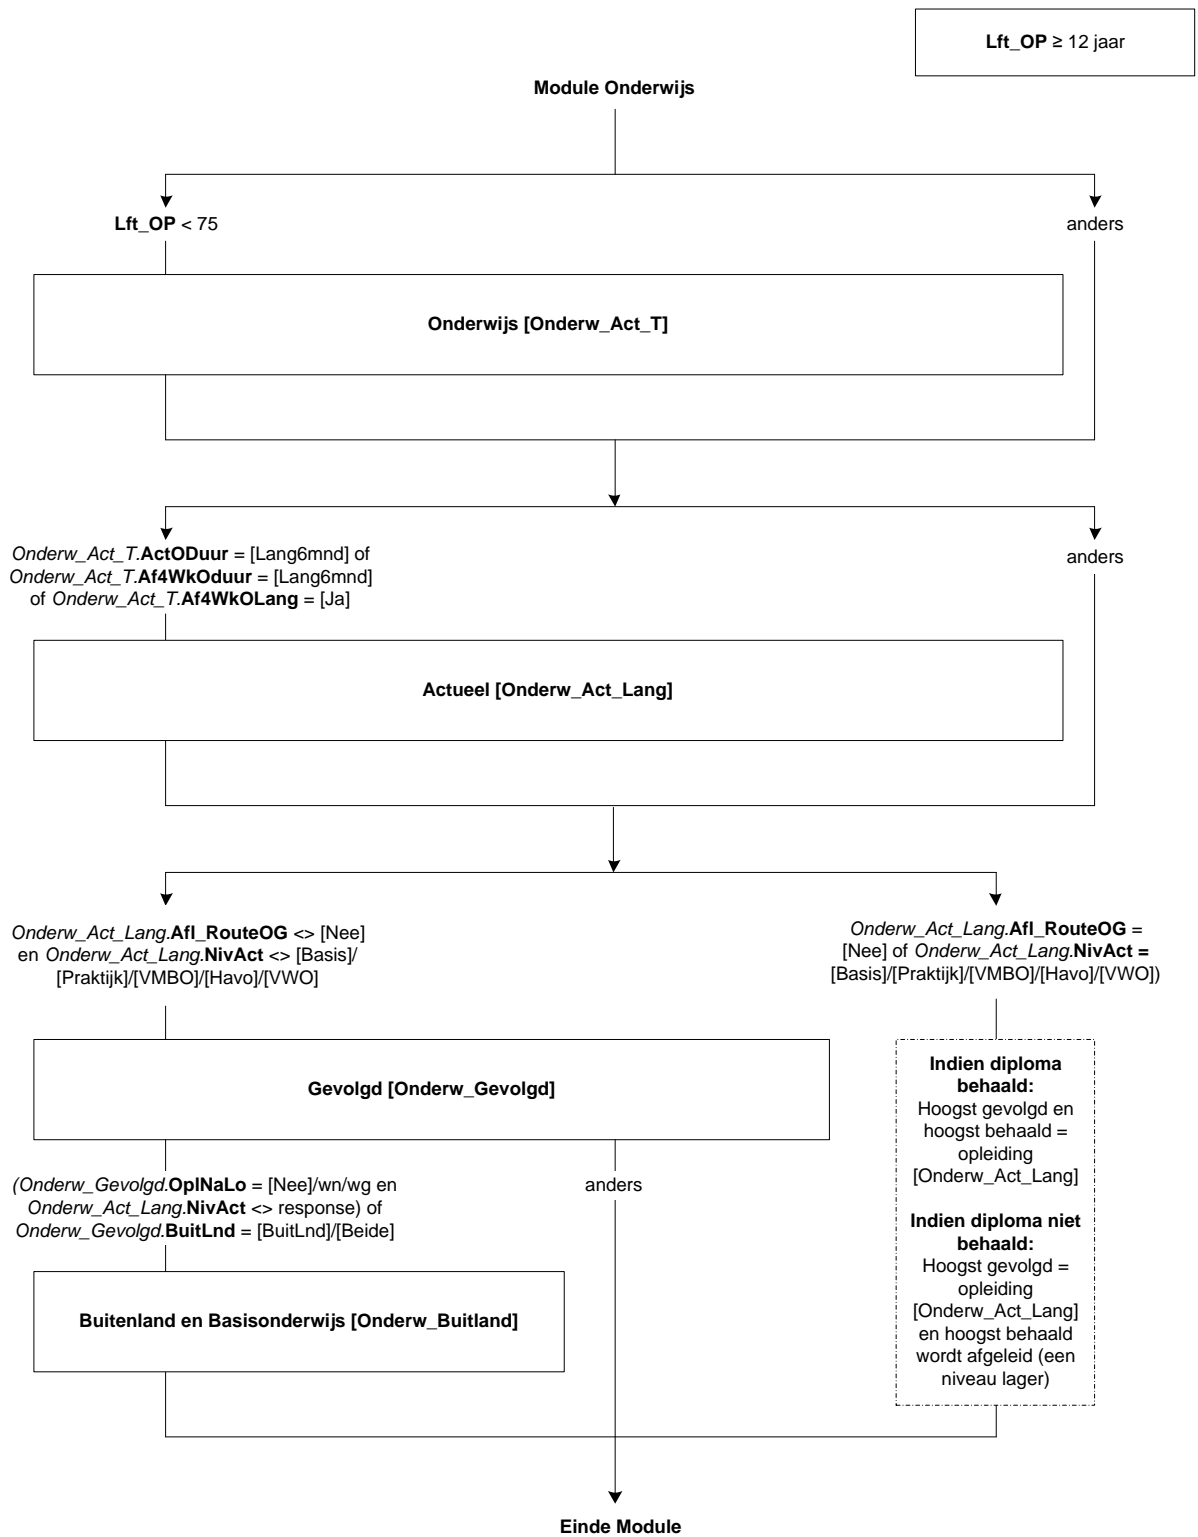 Lft_OP ≥ 12 jaar
Module Onderwijs
Lft_OP < 75
anders
Onderwijs [Onderw_Act_T]
Onderw_Act_T.ActODuur = [Lang6mnd] of
Onderw_Act_T.Af4WkOduur = [Lang6mnd]
of Onderw_Act_T.Af4WkOLang = [Ja]
anders
Actueel [Onderw_Act_Lang]
Onderw_Act_Lang.Afl_RouteOG <> [Nee]
en Onderw_Act_Lang.NivAct <> [Basis]/
[Praktijk]/[VMBO]/[Havo]/[VWO]
Onderw_Act_Lang.Afl_RouteOG =
[Nee] of Onderw_Act_Lang.NivAct =
[Basis]/[Praktijk]/[VMBO]/[Havo]/[VWO])
Gevolgd [Onderw_Gevolgd]
(Onderw_Gevolgd.OplNaLo = [Nee]/wn/wg en
Onderw_Act_Lang.NivAct <> response) of
Onderw_Gevolgd.BuitLnd = [BuitLnd]/[Beide]
anders
Buitenland en Basisonderwijs [Onderw_Buitland]
Indien diploma
behaald:
Hoogst gevolgd en
hoogst behaald =
opleiding
[Onderw_Act_Lang]
Indien diploma niet
behaald:
Hoogst gevolgd =
opleiding
[Onderw_Act_Lang]
en hoogst behaald
wordt afgeleid (een
niveau lager)
Einde Module